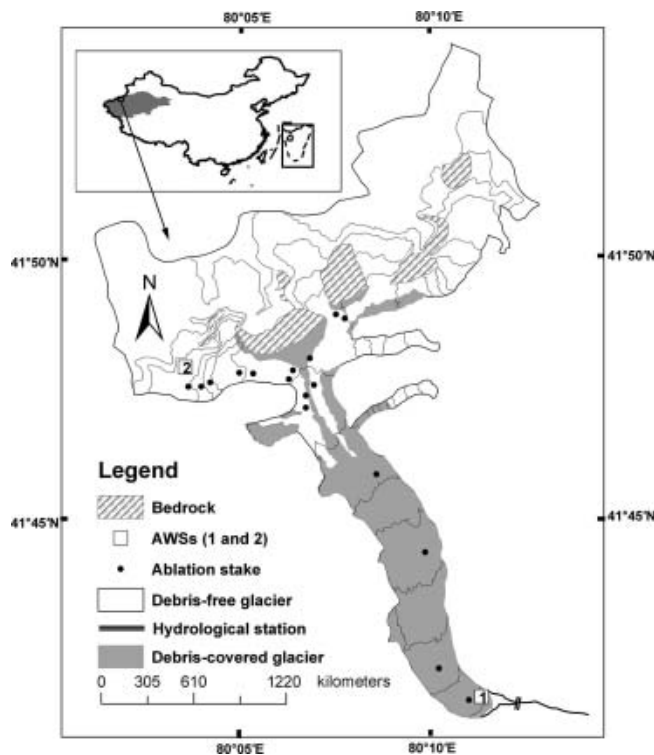 80°05'E 80°10'E
41°50'N 41°50'N
N
2
Legend
Bedrock
AWSs (1 and 2)
Ablation stake
Debris-free glacier
Hydrological station
Debris-covered glacier
41°45'N 41°45'N
0 305 610 1220 kilometers
1
80°05'E 80°10'E